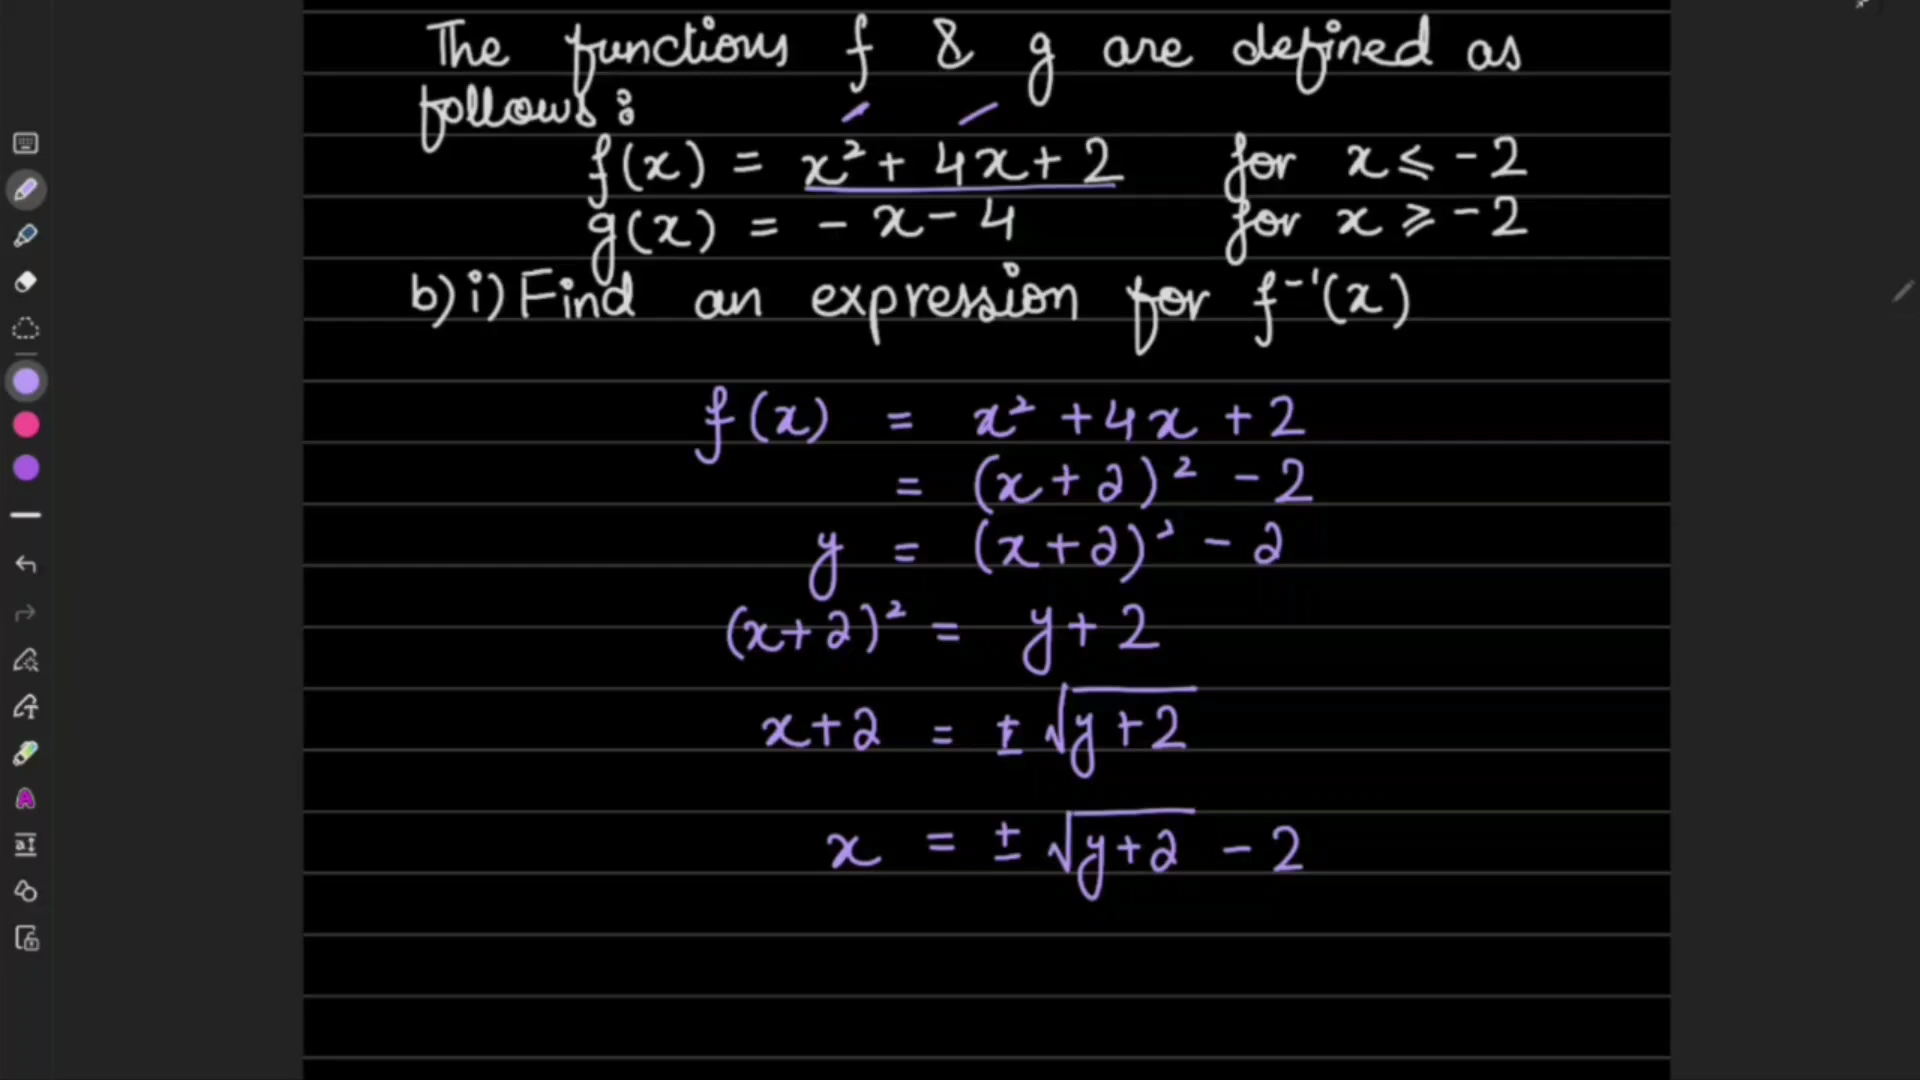 The functions f & g are defined as
follows:
f(x) = x² + 4x + 2 for x ⩽ -2
g(x) = - x - 4 for x ⩾ -2
b) i) Find an expression for f⁻¹(x)
f(x) = x² + 4x + 2
= (x+2)² - 2
y = (x+2)² - 2
(x+2)² = y + 2
x+2 = ± √(y+2)
x = ± √(y+2) - 2